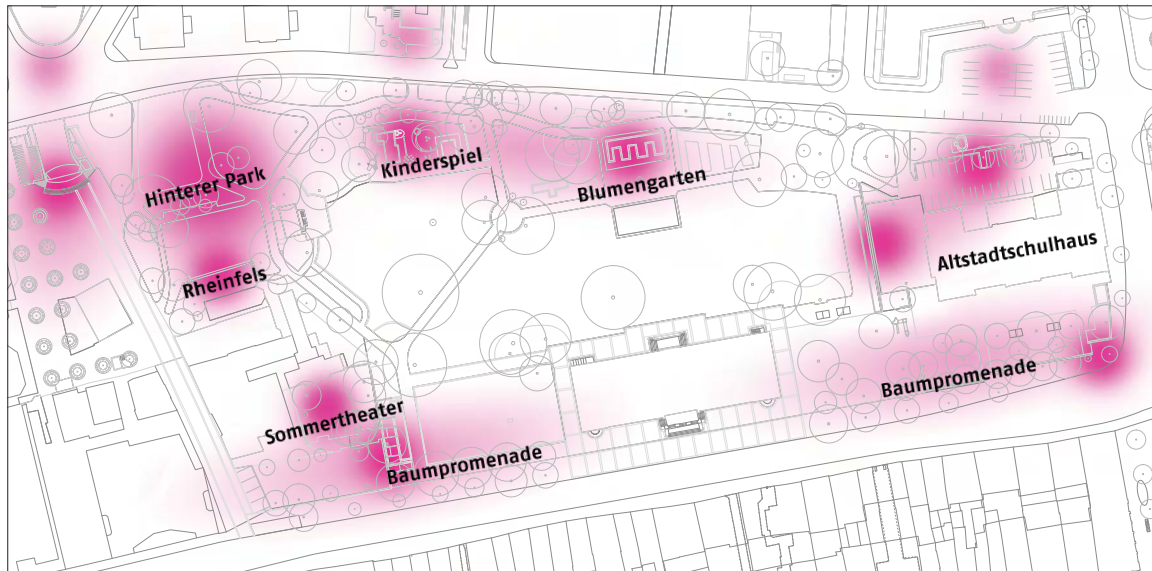 Kinderspiel
Hinterer Park
Blumengarten
Rheinfels
Altstadtschulhaus
Baumpromenade
Sommertheater
Baumpromenade